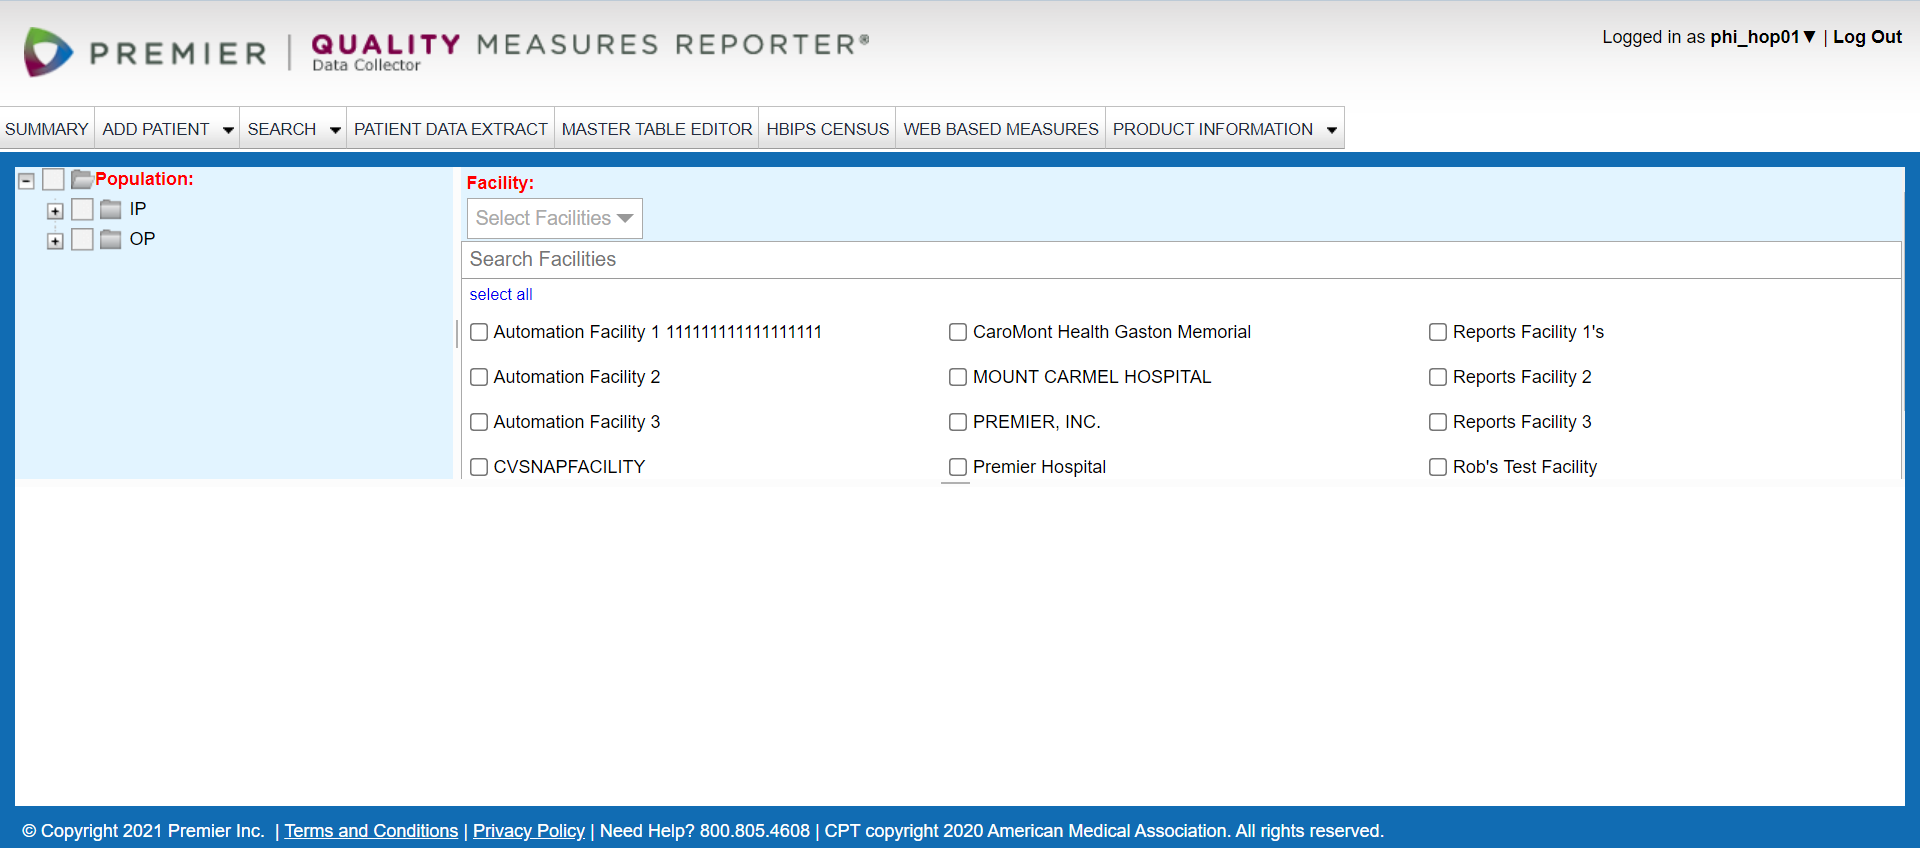 PREMIER | QUALITY MEASURES REPORTER®
Data Collector
Logged in as phi_hop01▼ | Log Out
SUMMARY ADD PATIENT SEARCH PATIENT DATA EXTRACT MASTER TABLE EDITOR HBIPS CENSUS WEB BASED MEASURES PRODUCT INFORMATION
Population:
IP
OP
Facility:
Select Facilities
Search Facilities
select all
Automation Facility 1 111111111111111111 CaroMont Health Gaston Memorial Reports Facility 1's
Automation Facility 2 MOUNT CARMEL HOSPITAL Reports Facility 2
Automation Facility 3 PREMIER, INC. Reports Facility 3
CVSNAPFACILITY Premier Hospital Rob's Test Facility
© Copyright 2021 Premier Inc. | Terms and Conditions | Privacy Policy | Need Help? 800.805.4608 | CPT copyright 2020 American Medical Association. All rights reserved.